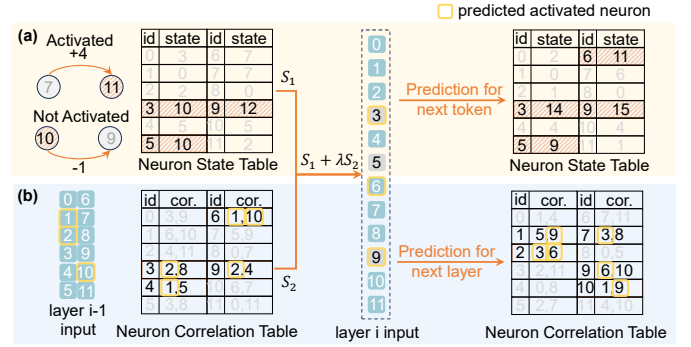 predicted activated neuron
(a)
Activated
+4
7
11
Not Activated
10
9
-1
id state id state
0 3 6 7
1 0 7 7
2 2 8 0
3 10 9 12
4 5 10 5
5 10 11 2
Neuron State Table
S₁
S₁ + λS₂
S₂
0
1
2
3
4
5
6
7
8
9
10
11
layer i input
Prediction for
next token
id state id state
0 2 6 11
1 0 7 6
2 1 8 0
3 14 9 15
4 4 10 4
5 9 11 1
Neuron State Table
(b)
0 6
1 7
2 8
3 9
4 10
5 11
layer i-1
input
id cor. id cor.
0 3,9 6 1,10
1 6,10 7 5,9
2 4,11 8 0,7
3 2,8 9 2,4
4 1,5 10 6,7
5 3,8 11 0,11
Neuron Correlation Table
Prediction for
next layer
id cor. id cor.
0 1,4 6 7,11
1 5,9 7 3,8
2 3 6 8 0,5
3 2,11 9 6,10
4 0,8 10 1,9
5 2,7 11 4,10
Neuron Correlation Table